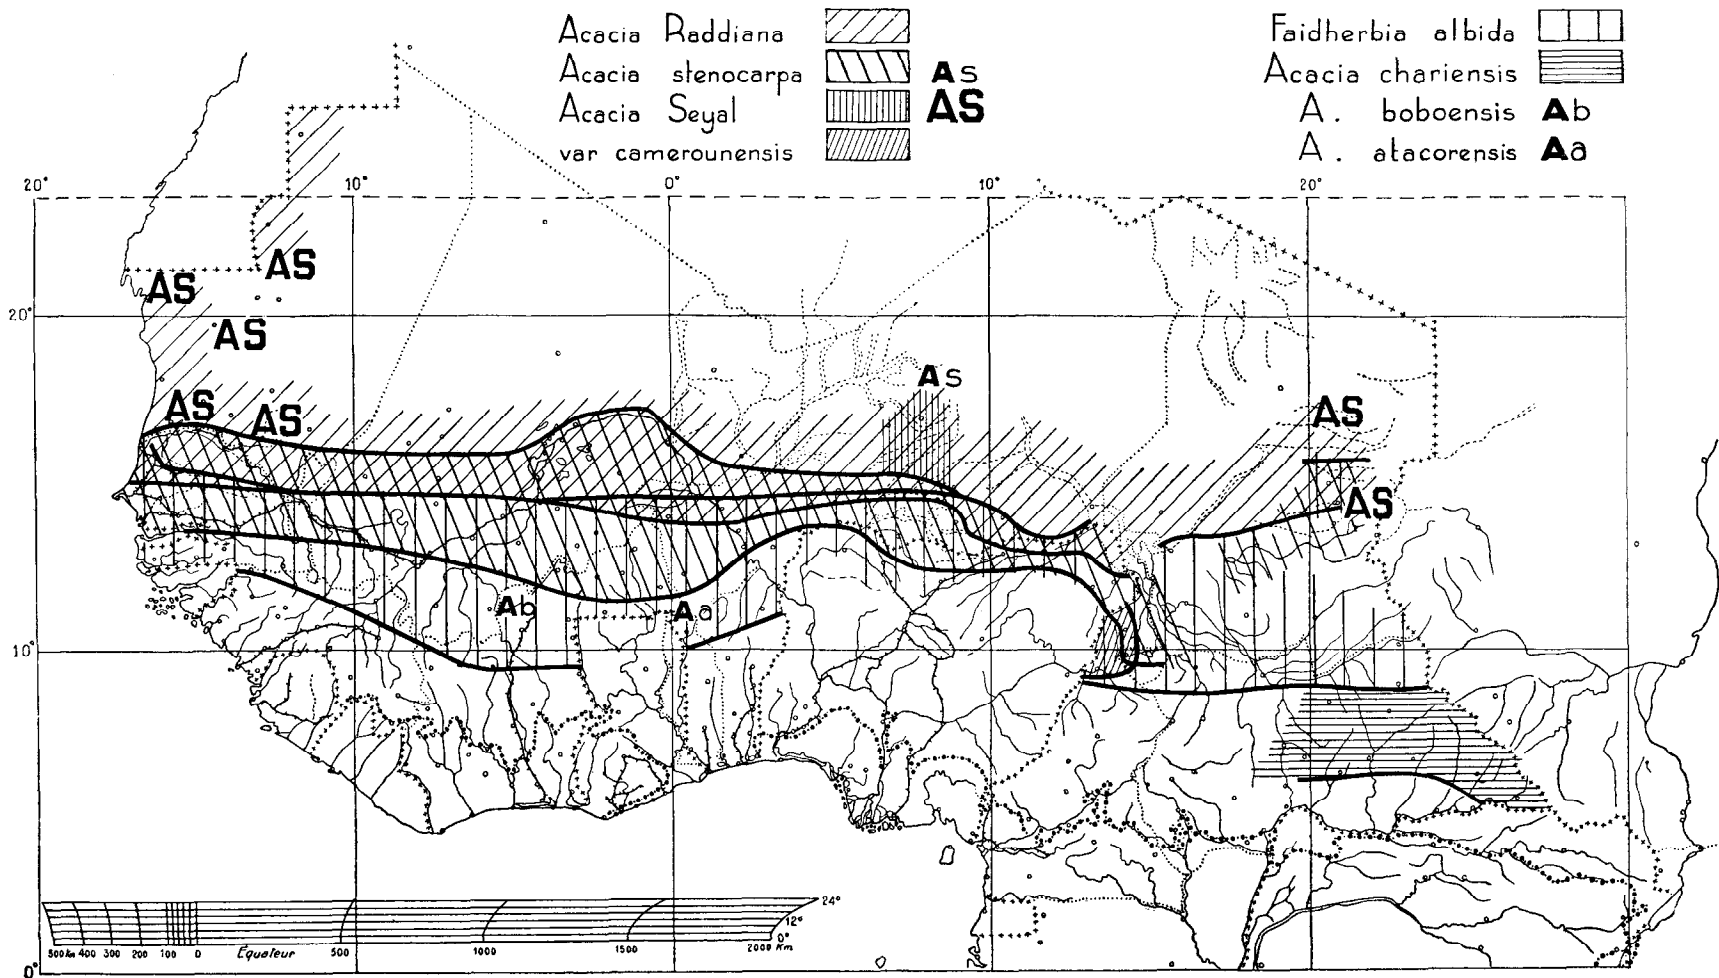 Acacia Raddiana
Acacia stenocarpa As
Acacia Seyal AS
var camerounensis
Faidherbia albida
Acacia chariensis
A. boboensis Ab
A. atacorensis Aa
20° 10° 0° 10° 20°
AS
AS
20°
AS
As
AS
AS
AS
AS
Ab
Aa
10°
24°
12°
0°
500 Km 400 300 200 100 0 Équateur 500 1000 1500 2000 Km
0°